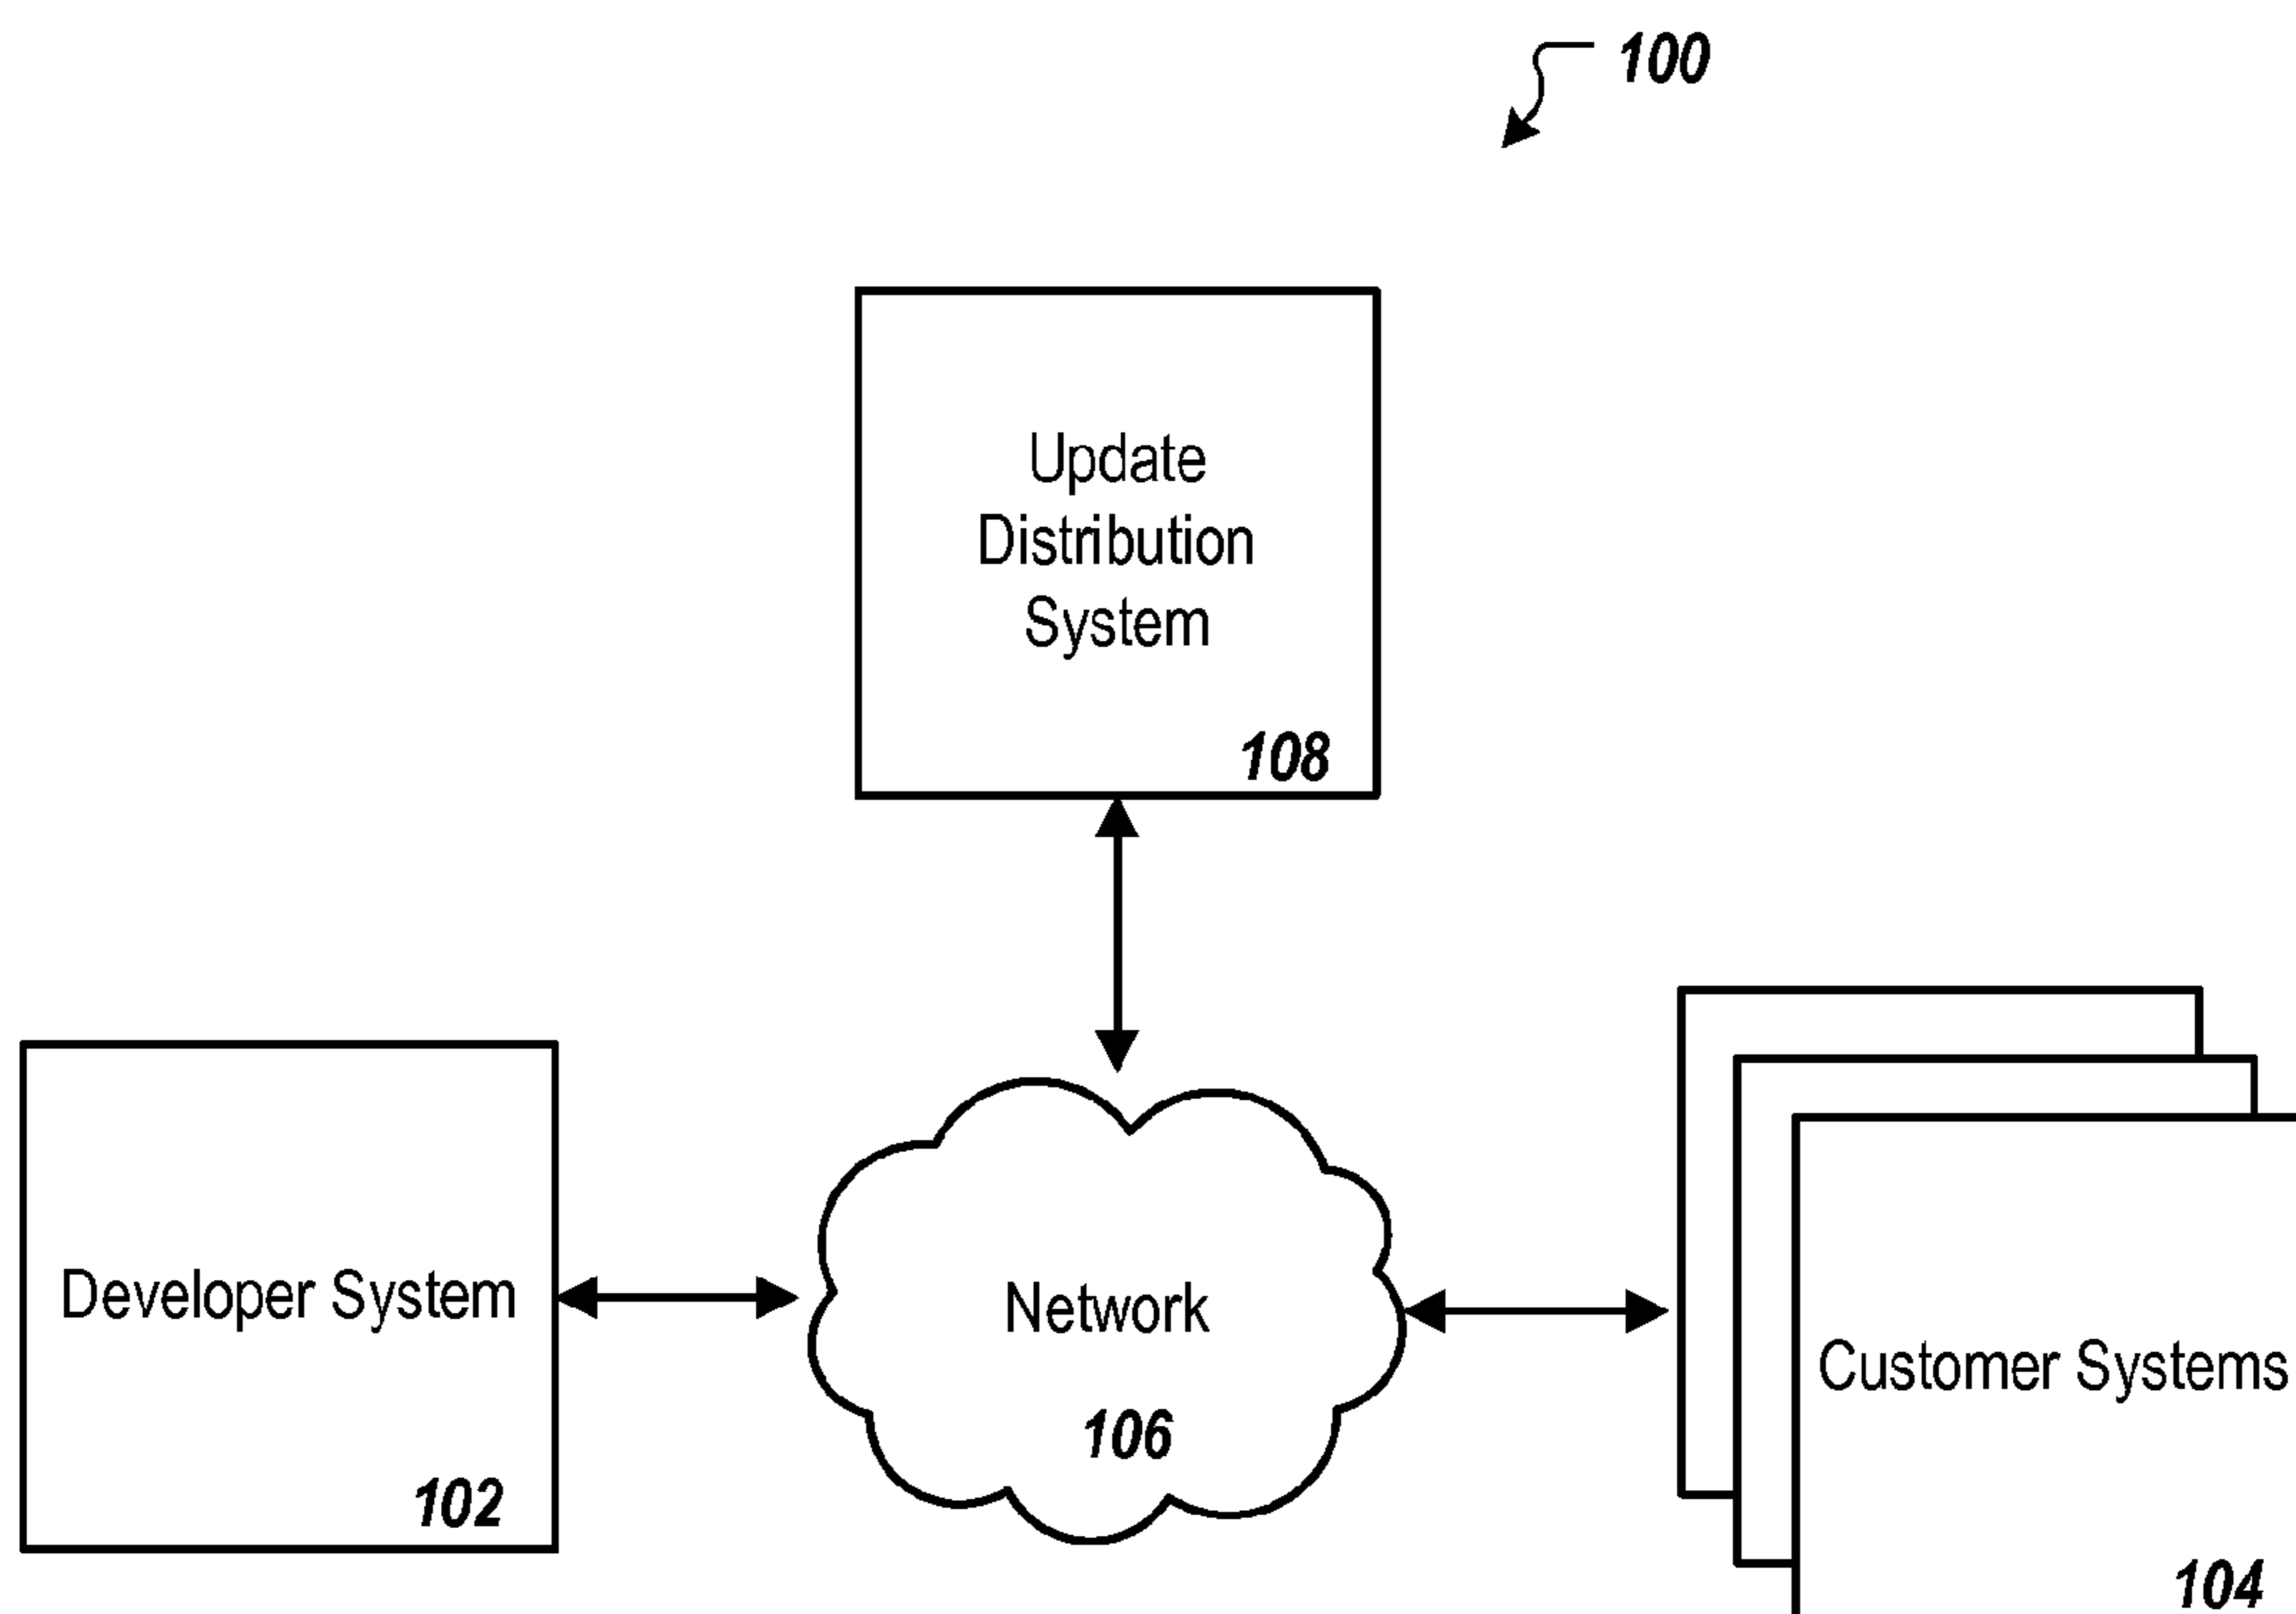 100
Update
Distribution
System
108
Developer System
102
Network
106
Customer Systems
104